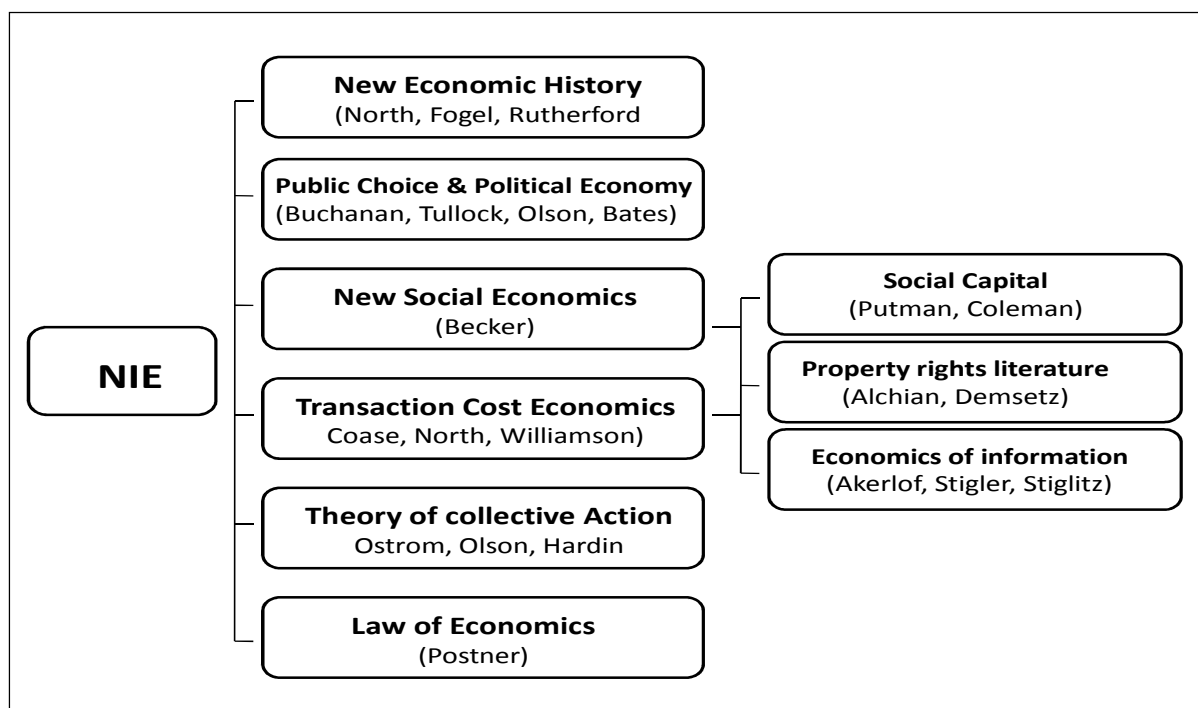 NIE
New Economic History
(North, Fogel, Rutherford
Public Choice & Political Economy
(Buchanan, Tullock, Olson, Bates)
New Social Economics
(Becker)
Transaction Cost Economics
Coase, North, Williamson)
Theory of collective Action
Ostrom, Olson, Hardin
Law of Economics
(Postner)
Social Capital
(Putman, Coleman)
Property rights literature
(Alchian, Demsetz)
Economics of information
(Akerlof, Stigler, Stiglitz)